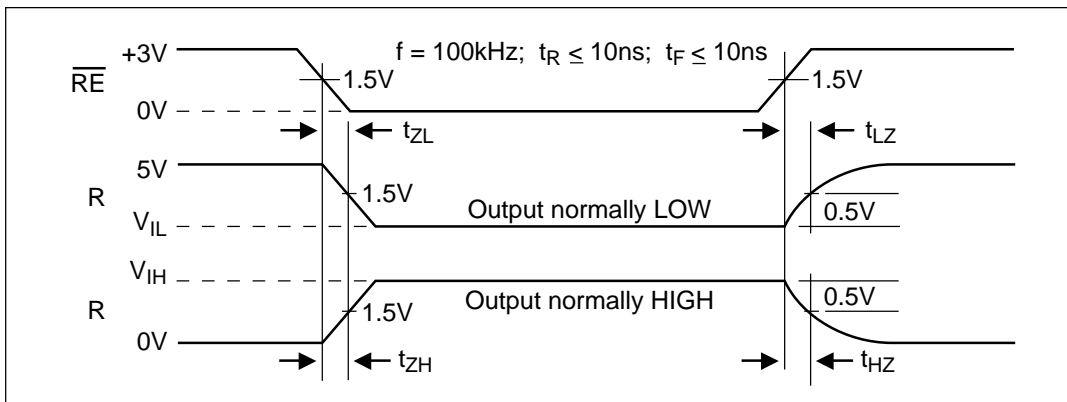 +3V
f = 100kHz; t_R ≤ 10ns; t_F ≤ 10ns
R̅E̅
1.5V
1.5V
0V
t_ZL
t_LZ
5V
R
1.5V
Output normally LOW
0.5V
V_IL
V_IH
Output normally HIGH
0.5V
R
1.5V
0V
t_ZH
t_HZ